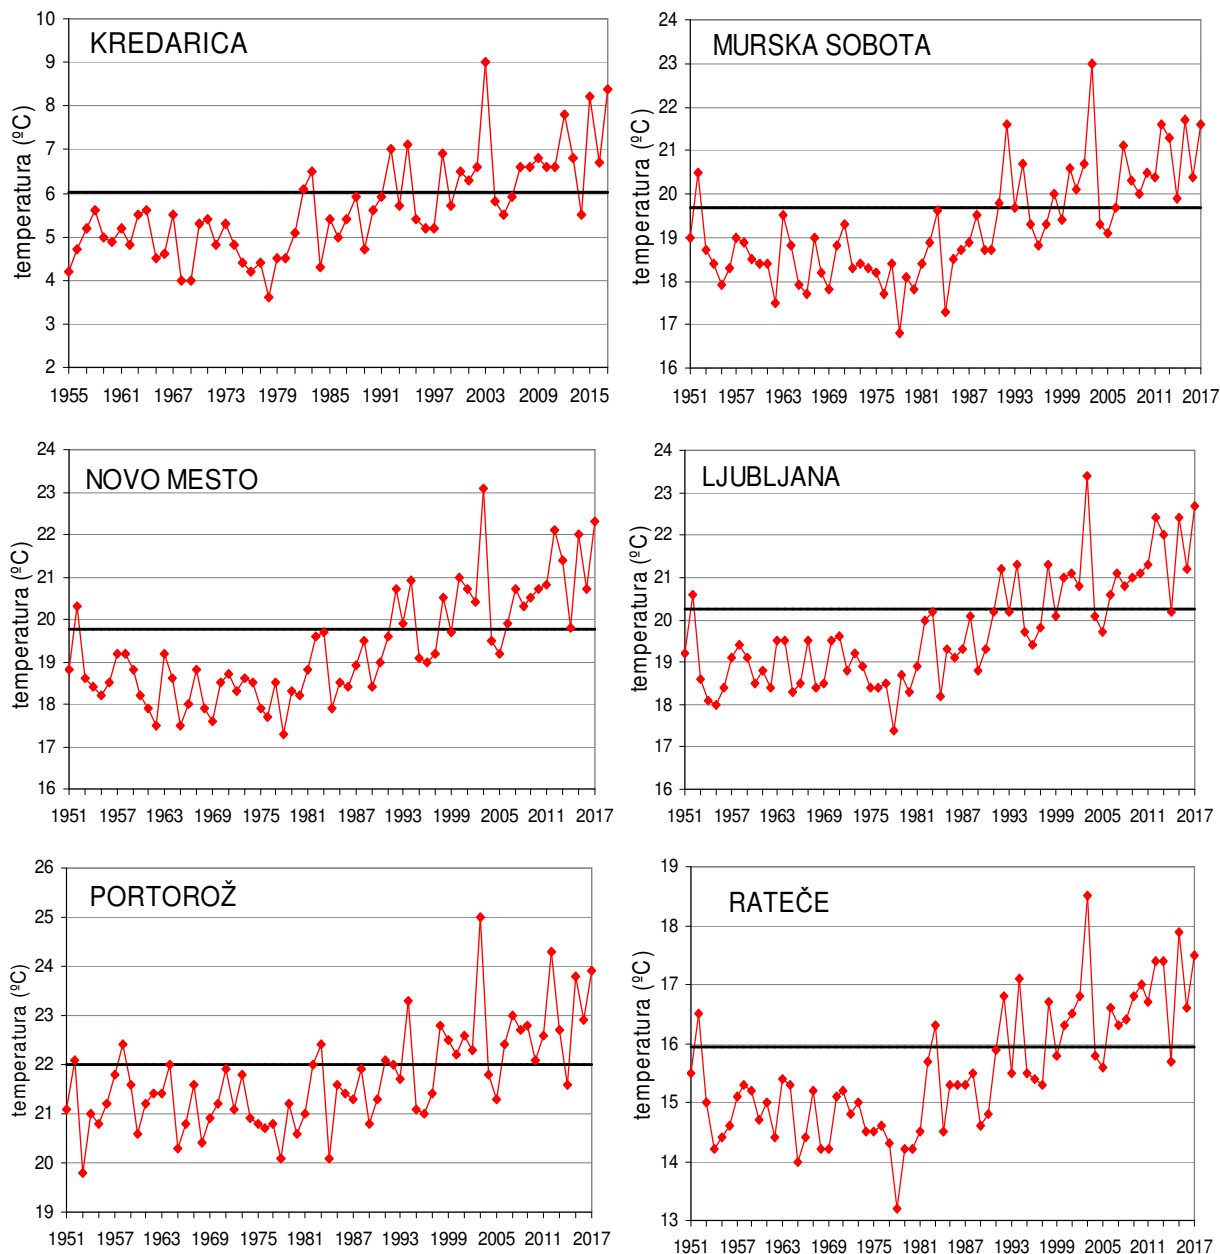 KREDARICA
temperatura (ºC)
10
9
8
7
6
5
4
3
2
1955 1961 1967 1973 1979 1985 1991 1997 2003 2009 2015
MURSKA SOBOTA
temperatura (ºC)
24
23
22
21
20
19
18
17
16
1951 1957 1963 1969 1975 1981 1987 1993 1999 2005 2011 2017
NOVO MESTO
temperatura (ºC)
24
23
22
21
20
19
18
17
16
1951 1957 1963 1969 1975 1981 1987 1993 1999 2005 2011 2017
LJUBLJANA
temperatura (ºC)
24
23
22
21
20
19
18
17
16
1951 1957 1963 1969 1975 1981 1987 1993 1999 2005 2011 2017
PORTOROŽ
temperatura (ºC)
26
25
24
23
22
21
20
19
1951 1957 1963 1969 1975 1981 1987 1993 1999 2005 2011 2017
RATEČE
temperatura (ºC)
19
18
17
16
15
14
13
1951 1957 1963 1969 1975 1981 1987 1993 1999 2005 2011 2017